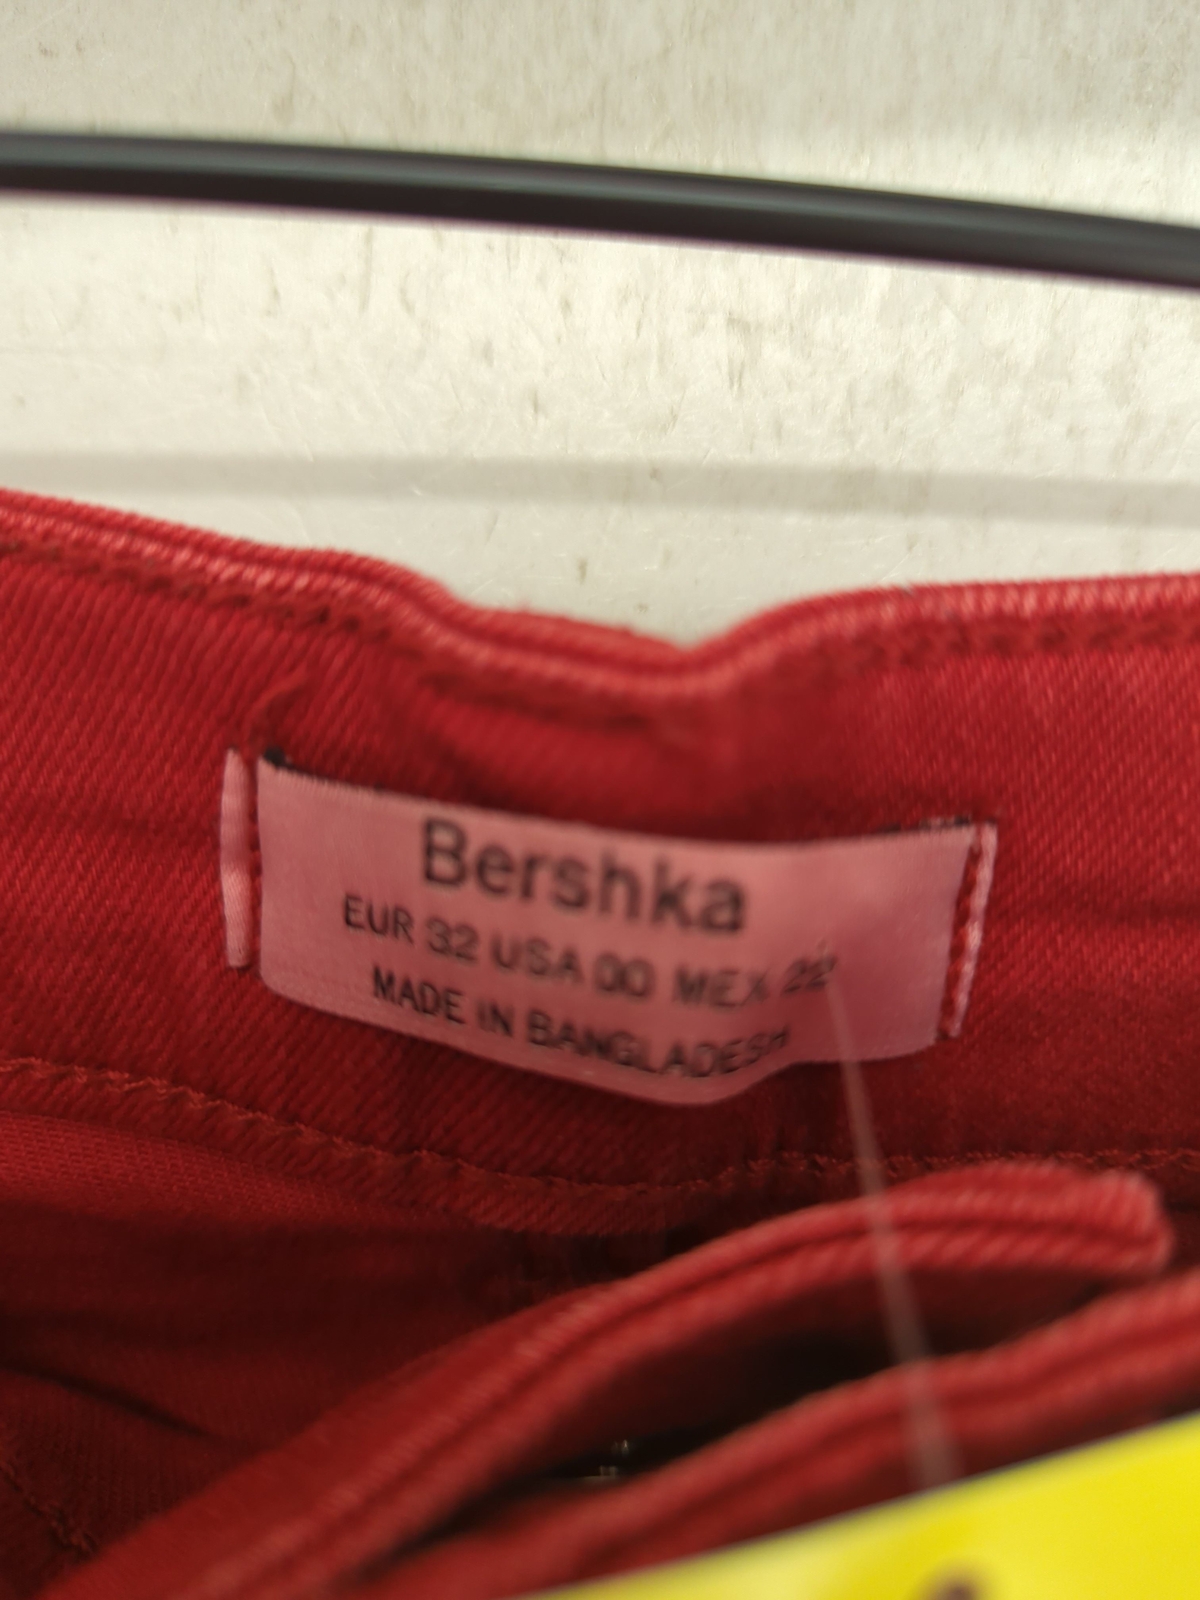 Bershka
EUR 32 USA 00 MEX 22
MADE IN BANGLADESH